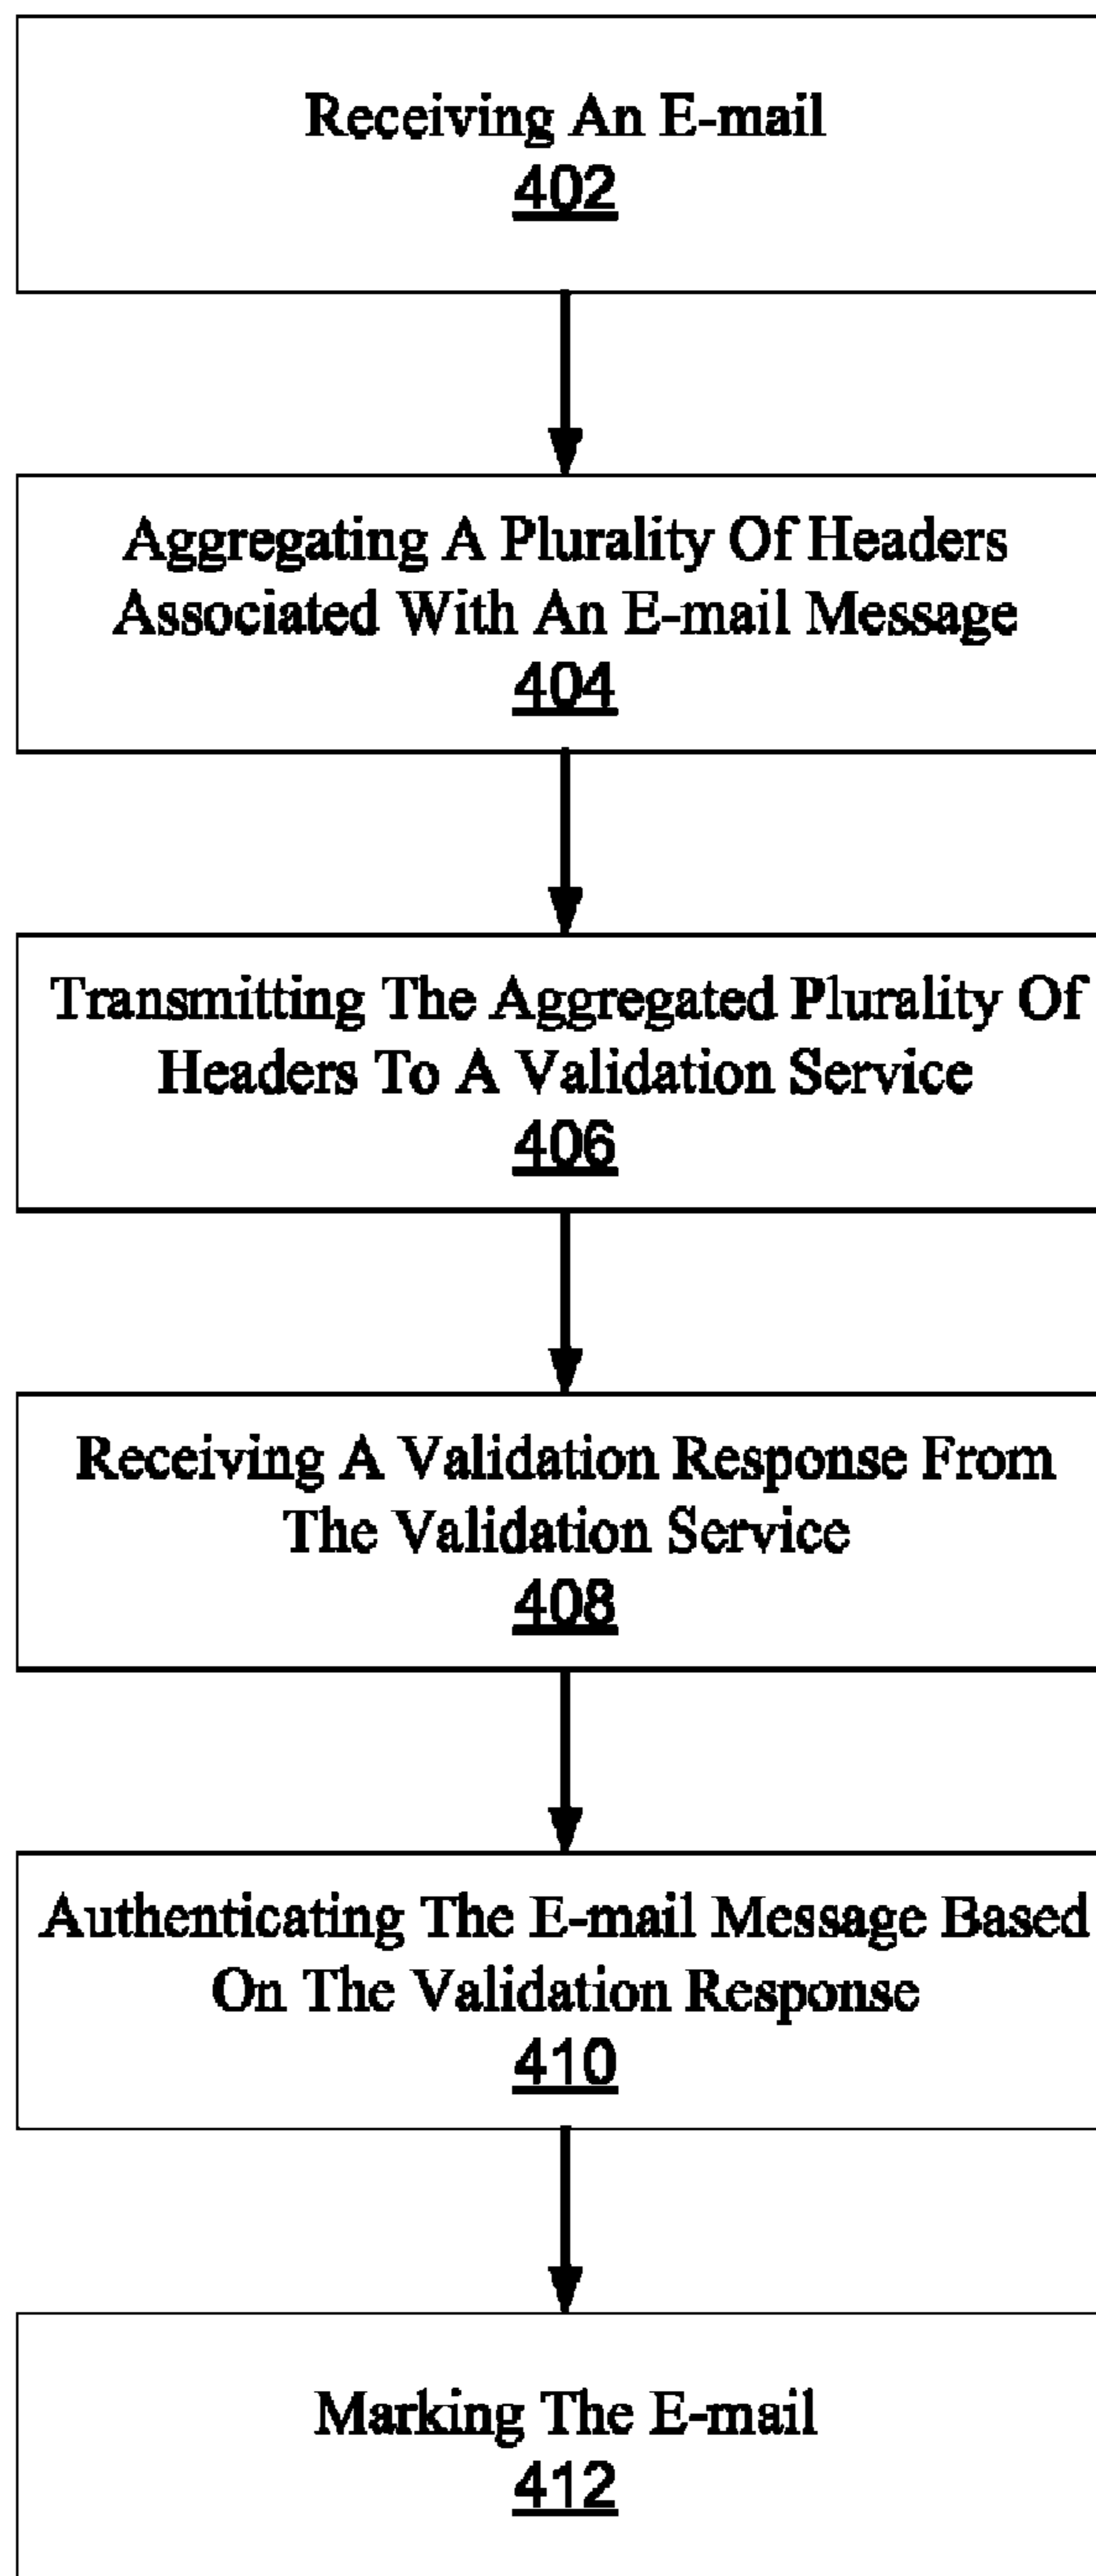 Receiving An E-mail
402
Aggregating A Plurality Of Headers
Associated With An E-mail Message
404
Transmitting The Aggregated Plurality Of
Headers To A Validation Service
406
Receiving A Validation Response From
The Validation Service
408
Authenticating The E-mail Message Based
On The Validation Response
410
Marking The E-mail
412